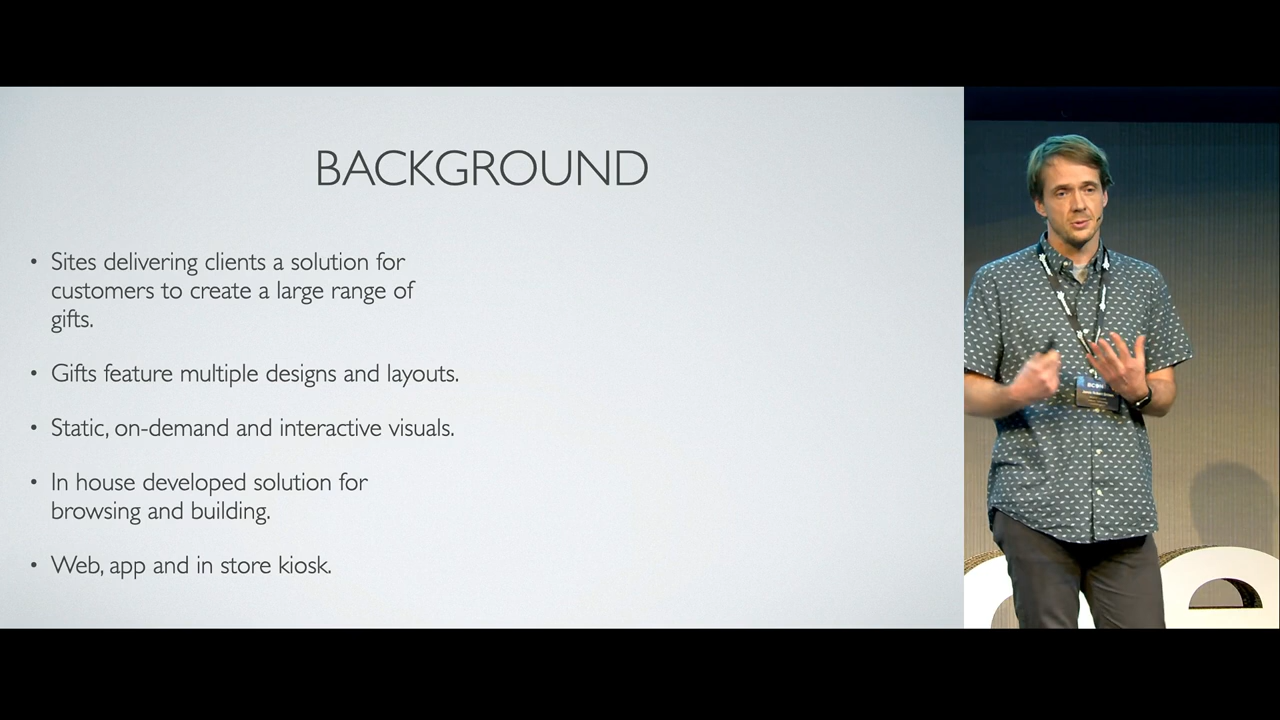 BACKGROUND
• Sites delivering clients a solution for
customers to create a large range of
gifts.
• Gifts feature multiple designs and layouts.
• Static, on-demand and interactive visuals.
• In house developed solution for
browsing and building.
• Web, app and in store kiosk.
BCON
e